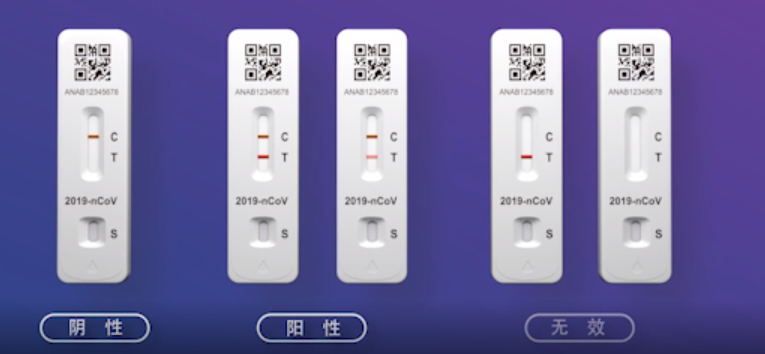 ANAB12345678
C
T
2019-nCoV
S
ANAB12345678
C
T
2019-nCoV
S
ANAB12345678
C
T
2019-nCoV
S
ANAB12345678
C
T
2019-nCoV
S
ANAB12345678
C
T
2019-nCoV
S
阴 性
阳 性
无 效